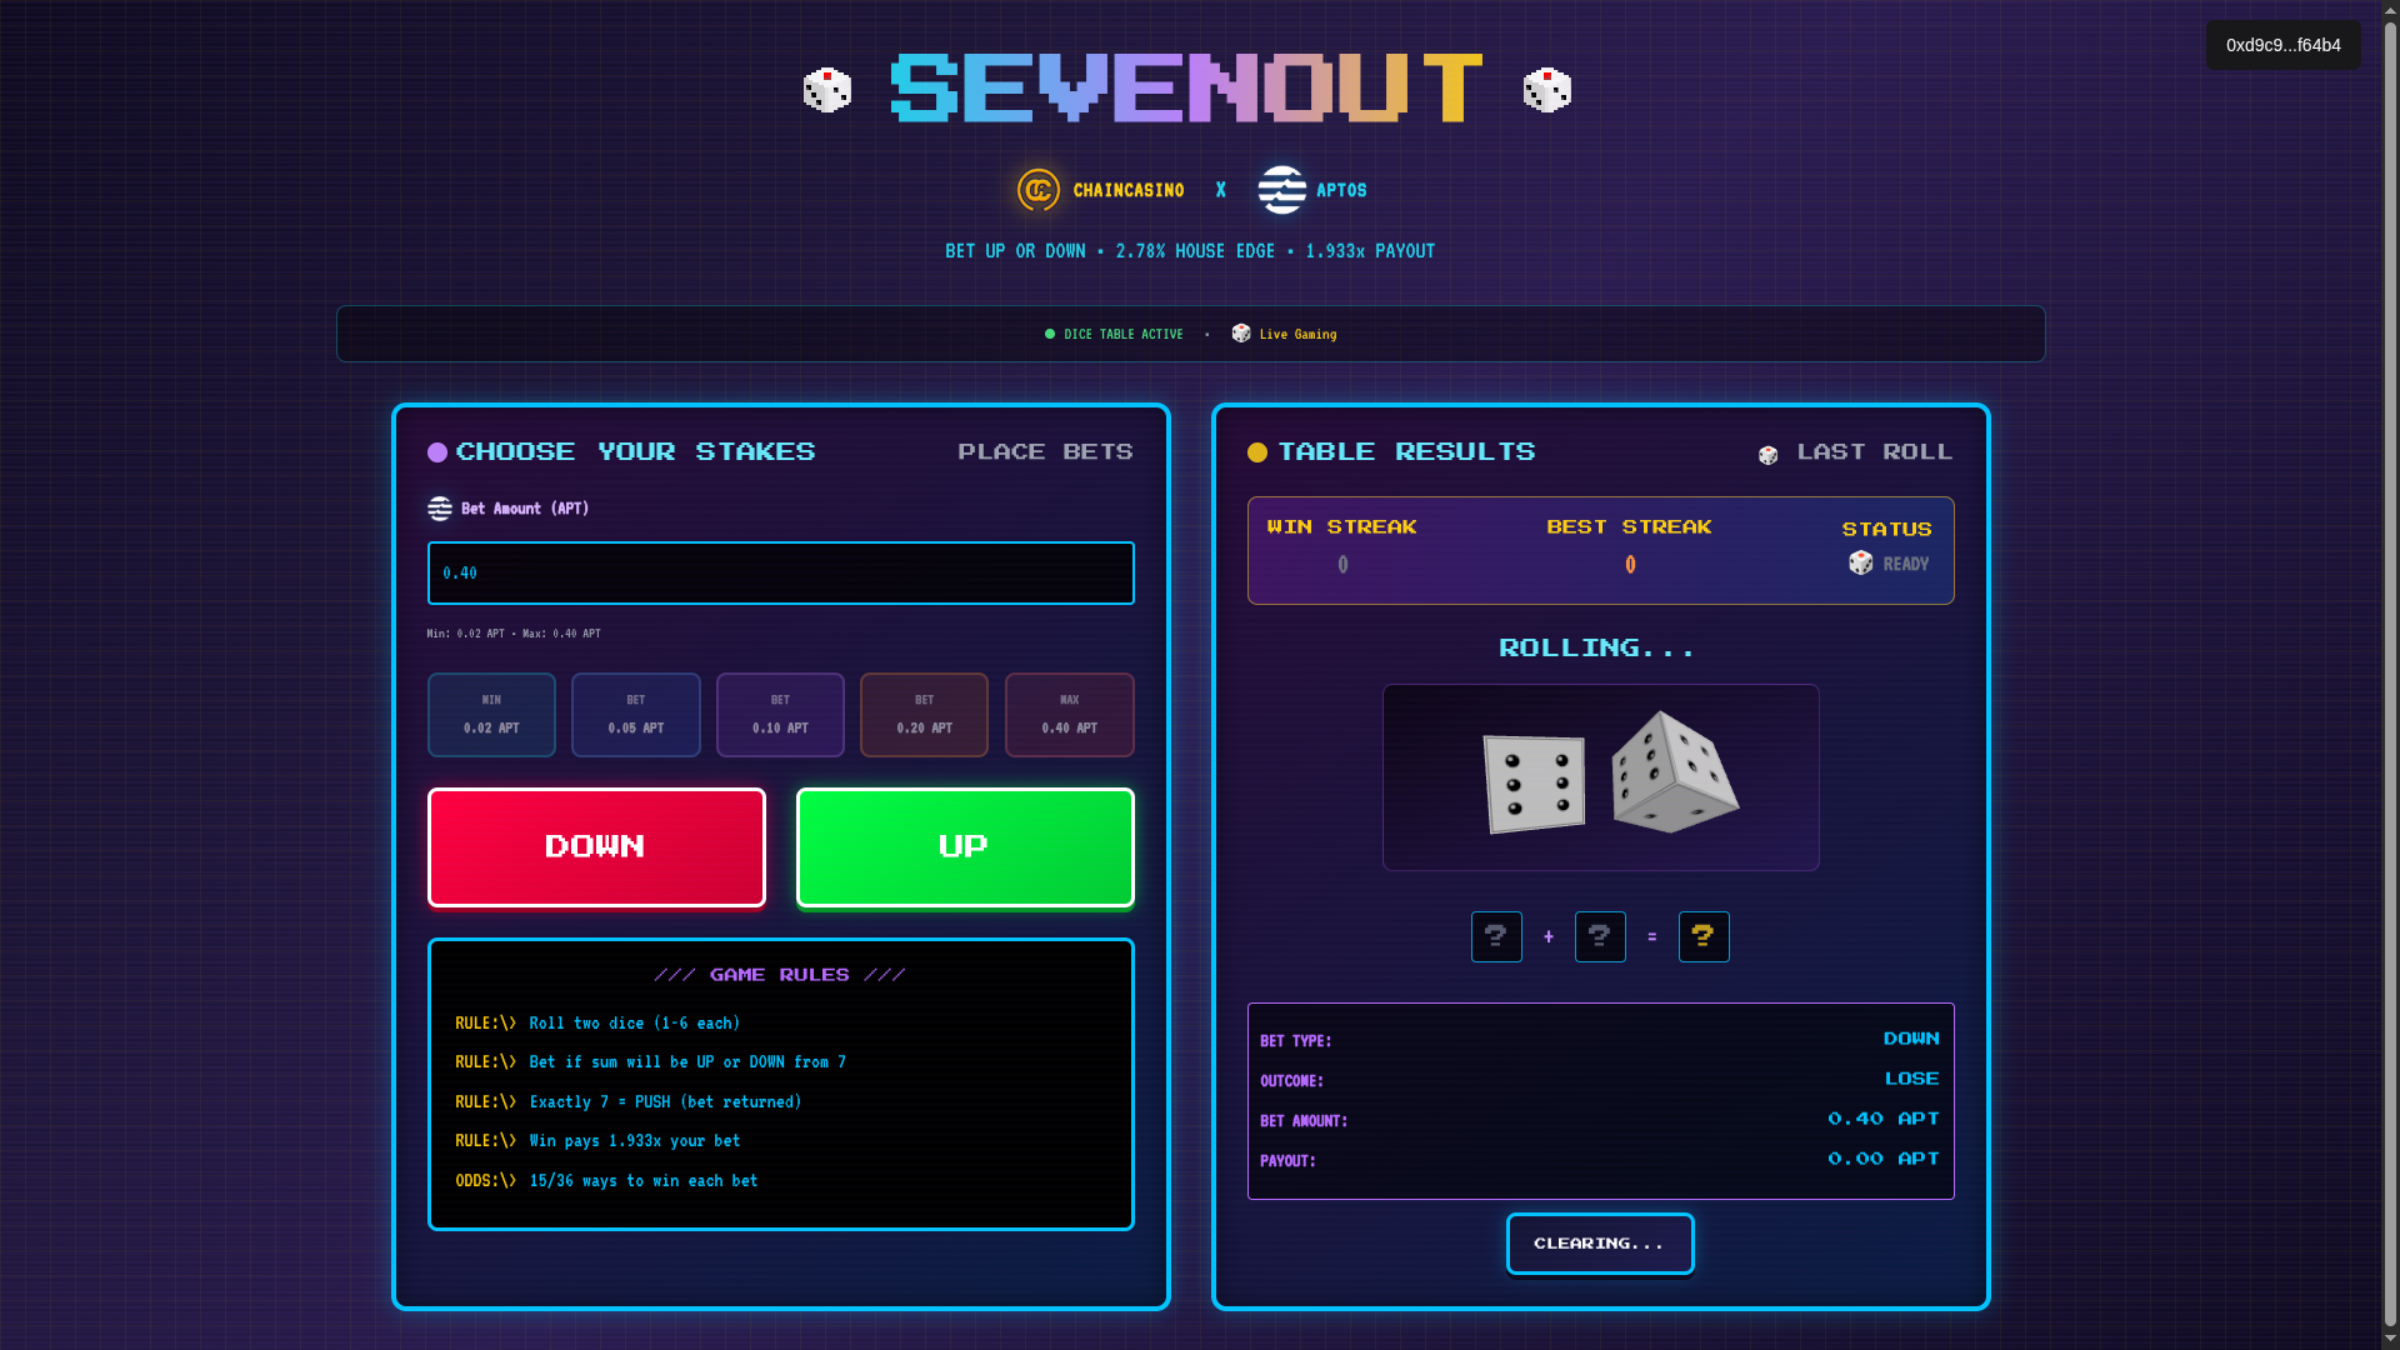 0xd9c9...f64b4
SEVENOUT
CHAINCASINO X APTOS
BET UP OR DOWN • 2.78% HOUSE EDGE • 1.933x PAYOUT
DICE TABLE ACTIVE • Live Gaming
CHOOSE YOUR STAKES PLACE BETS
Bet Amount (APT)
0.40
Min: 0.02 APT • Max: 0.40 APT
MIN
0.02 APT
BET
0.05 APT
BET
0.10 APT
BET
0.20 APT
MAX
0.40 APT
DOWN
UP
/// GAME RULES ///
RULE:\> Roll two dice (1-6 each)
RULE:\> Bet if sum will be UP or DOWN from 7
RULE:\> Exactly 7 = PUSH (bet returned)
RULE:\> Win pays 1.933x your bet
ODDS:\> 15/36 ways to win each bet
TABLE RESULTS LAST ROLL
WIN STREAK
0
BEST STREAK
0
STATUS
READY
ROLLING...
? + ? = ?
BET TYPE: DOWN
OUTCOME: LOSE
BET AMOUNT: 0.40 APT
PAYOUT: 0.00 APT
CLEARING...